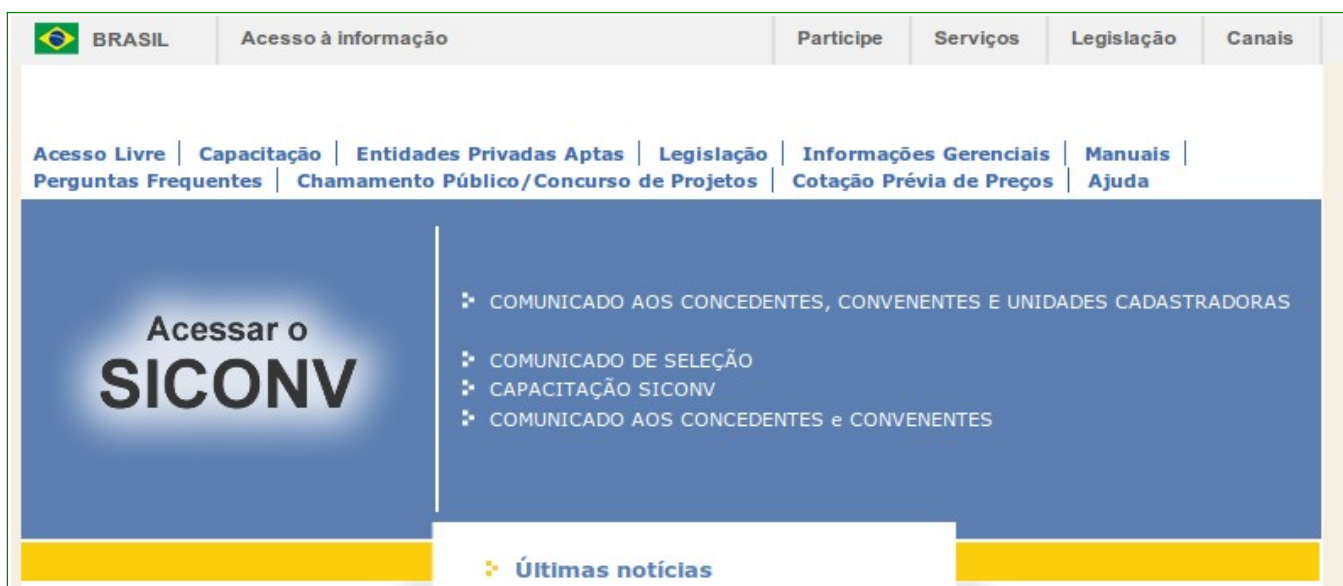 BRASIL Acesso à informação Participe Serviços Legislação Canais
Acesso Livre Capacitação Entidades Privadas Aptas Legislação Informações Gerenciais Manuais
Perguntas Frequentes Chamamento Público/Concurso de Projetos Cotação Prévia de Preços Ajuda
Acessar o
SICONV
COMUNICADO AOS CONCEDENTES, CONVENENTES E UNIDADES CADASTRADORAS
COMUNICADO DE SELEÇÃO
CAPACITAÇÃO SICONV
COMUNICADO AOS CONCEDENTES e CONVENENTES
Últimas notícias